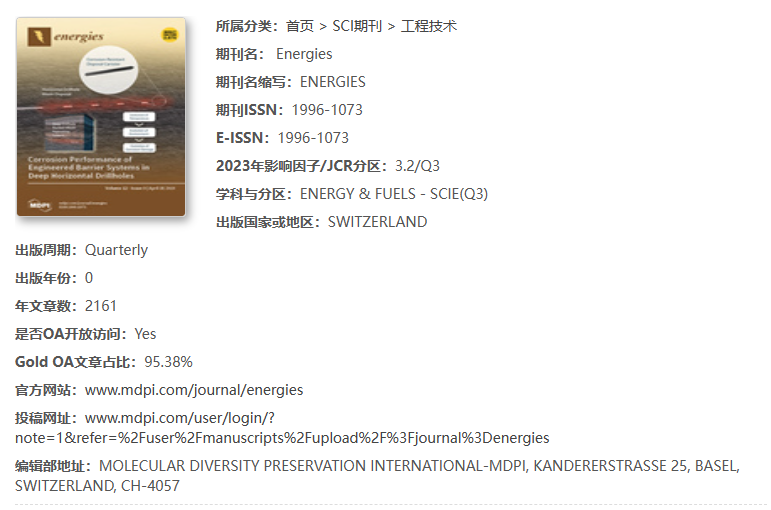 energies
Corrosion Performance of
Engineered Barrier Systems in
Deep Horizontal Drillholes
MDPI
所属分类：首页 > SCI期刊 > 工程技术
期刊名： Energies
期刊名缩写：ENERGIES
期刊ISSN：1996-1073
E-ISSN：1996-1073
2023年影响因子/JCR分区：3.2/Q3
学科与分区：ENERGY & FUELS - SCIE(Q3)
出版国家或地区：SWITZERLAND
出版周期：Quarterly
出版年份：0
年文章数：2161
是否OA开放访问：Yes
Gold OA文章占比：95.38%
官方网站：www.mdpi.com/journal/energies
投稿网址：www.mdpi.com/user/login/?
note=1&refer=%2Fuser%2Fmanuscripts%2Fupload%2F%3Fjournal%3Denergies
编辑部地址：MOLECULAR DIVERSITY PRESERVATION INTERNATIONAL-MDPI, KANDERERSTRASSE 25, BASEL,
SWITZERLAND, CH-4057